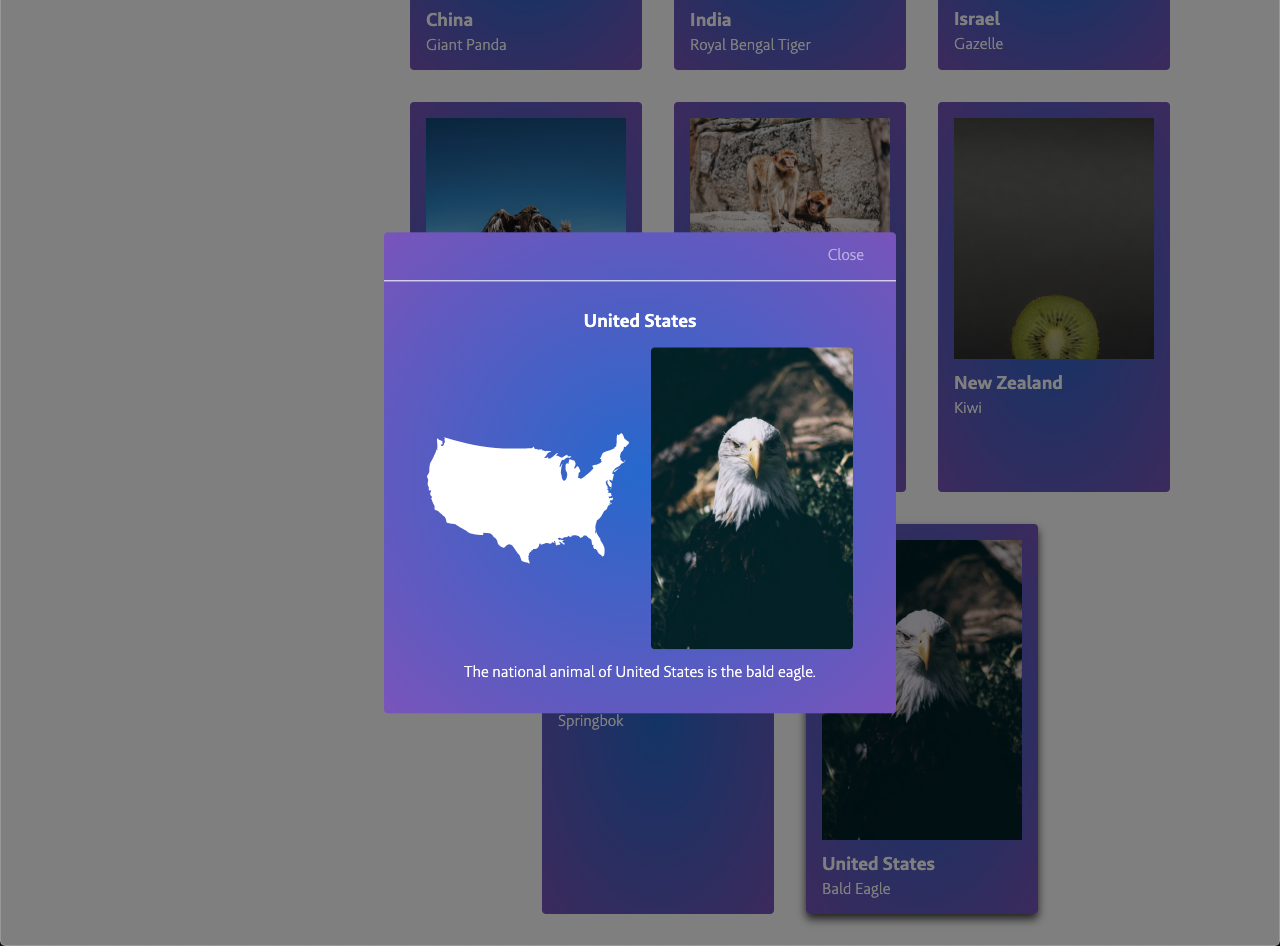 China
Giant Panda
India
Royal Bengal Tiger
Israel
Gazelle
Close
United States
The national animal of United States is the bald eagle.
New Zealand
Kiwi
Springbok
United States
Bald Eagle